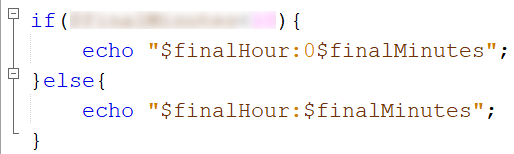 if( ){
echo "$finalHour:0$finalMinutes";
}else{
echo "$finalHour:$finalMinutes";
}